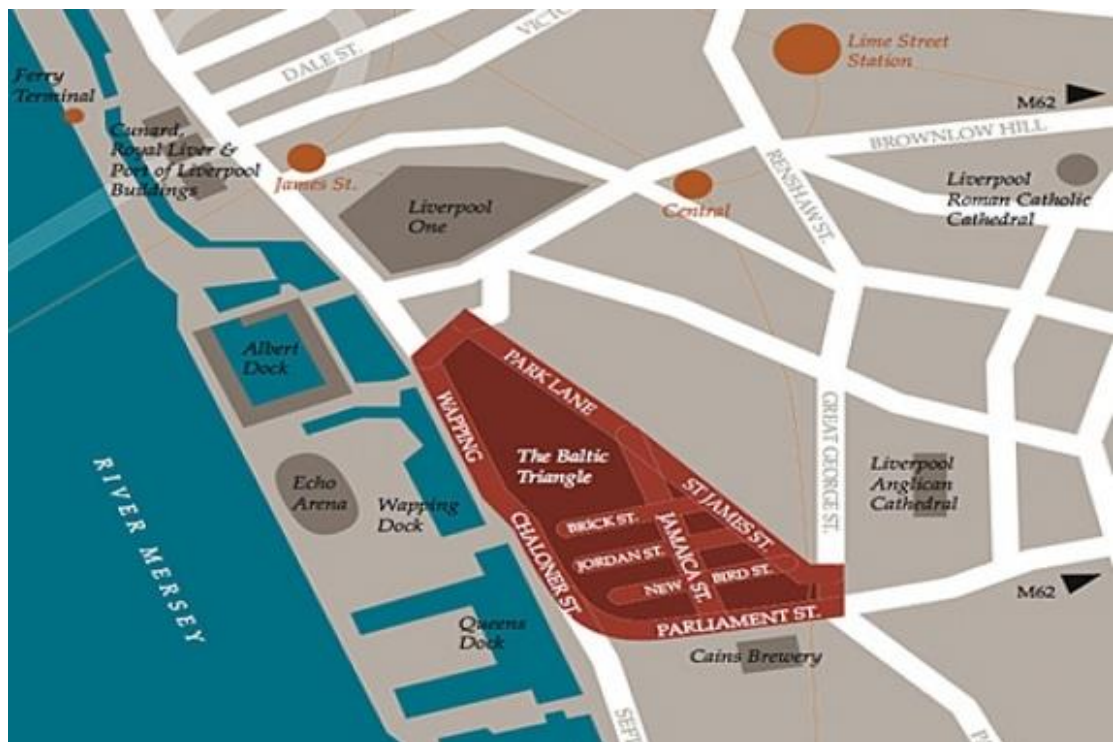 DALE ST.
VICTO
Lime Street
Station
Ferry
Terminal
M62
Cunard,
Royal Liver &
Port of Liverpool
Buildings
BROWNLOW HILL
James St.
RENSHAW ST.
Liverpool
Roman Catholic
Cathedral
Liverpool
One
Central
Albert
Dock
PARK LANE
WAPPING
GREAT GEORGE ST.
The Baltic
Triangle
RIVER MERSEY
Echo
Arena
Wapping
Dock
Liverpool
Anglican
Cathedral
ST JAMES ST.
BRICK ST.
JAMAICA ST.
CHALONER ST.
JORDAN ST.
NEW BIRD ST.
M62
Queens
Dock
PARLIAMENT ST.
Cains Brewery
SEFT